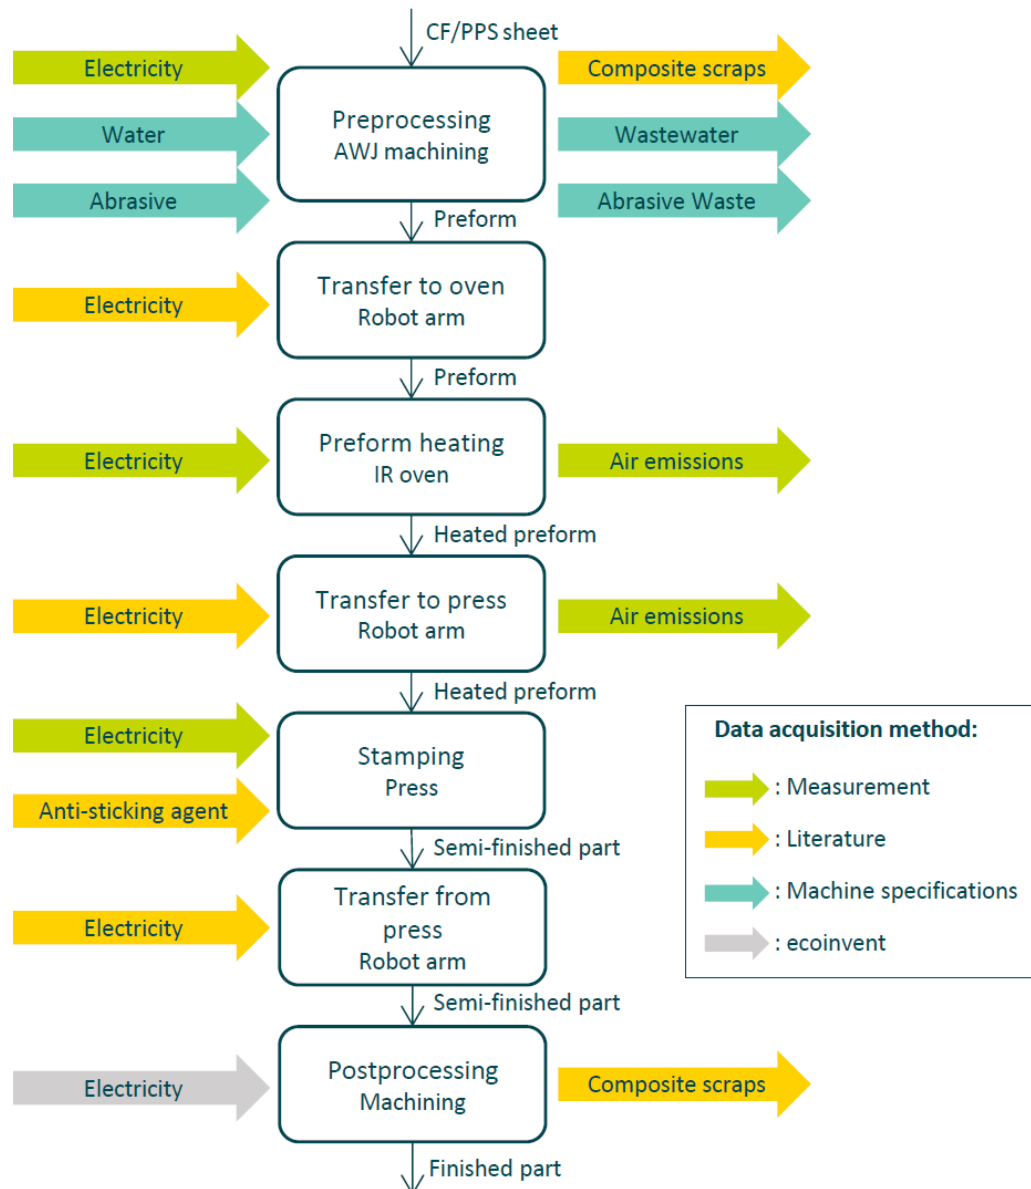 CF/PPS sheet
Electricity
Composite scraps
Preprocessing
AWJ machining
Water
Wastewater
Abrasive
Abrasive Waste
Preform
Electricity
Transfer to oven
Robot arm
Preform
Electricity
Preform heating
IR oven
Air emissions
Heated preform
Electricity
Transfer to press
Robot arm
Air emissions
Heated preform
Electricity
Stamping
Press
Anti-sticking agent
Semi-finished part
Electricity
Transfer from
press
Robot arm
Semi-finished part
Electricity
Postprocessing
Machining
Composite scraps
Finished part
Data acquisition method:
: Measurement
: Literature
: Machine specifications
: ecoinvent